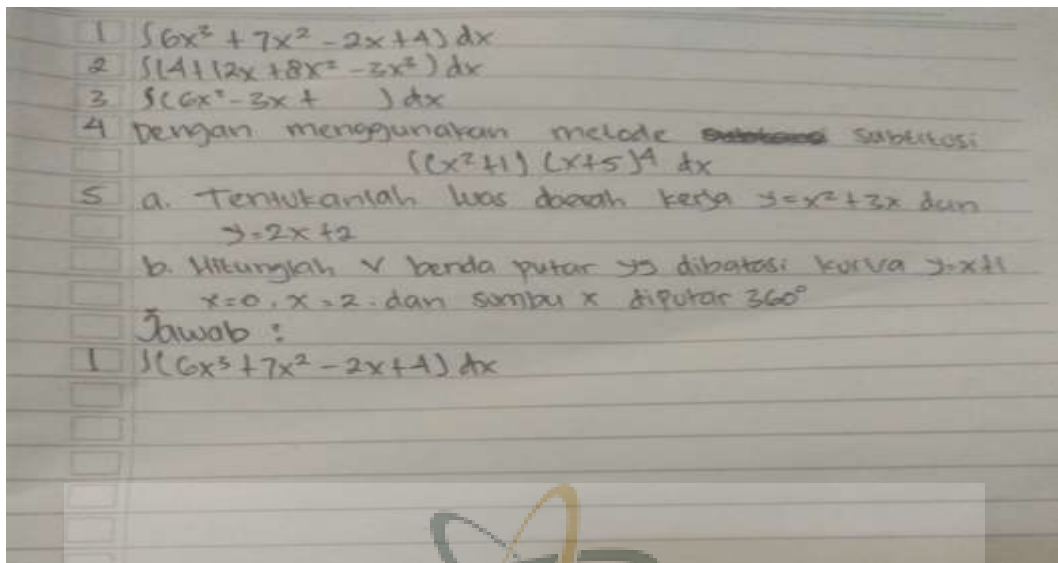 1 ∫6x³ + 7x² - 2x + 4) dx
2 ∫(4+12x + 8x² - 3x³) dx
3 ∫(6x² - 3x + ) dx
4 Dengan menggunakan metode subtitusi
((x²+1) (x+5)⁴ dx
5 a. Tentukanlah luas daerah kerja y=x²+3x dan
y=2x+2
b. Hitunglah V benda putar yg dibatasi kurva y=x+1
x=0, x=2. dan sumbu x diputar 360°
Jawab :
1 ∫(6x³+7x² - 2x+4) dx